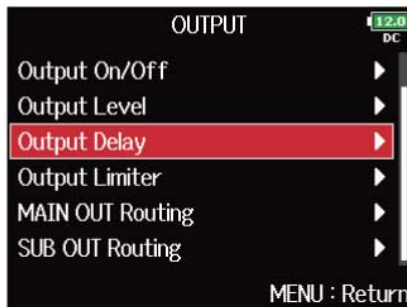 OUTPUT
12.0
DC
Output On/Off
Output Level
Output Delay
Output Limiter
MAIN OUT Routing
SUB OUT Routing
MENU : Return